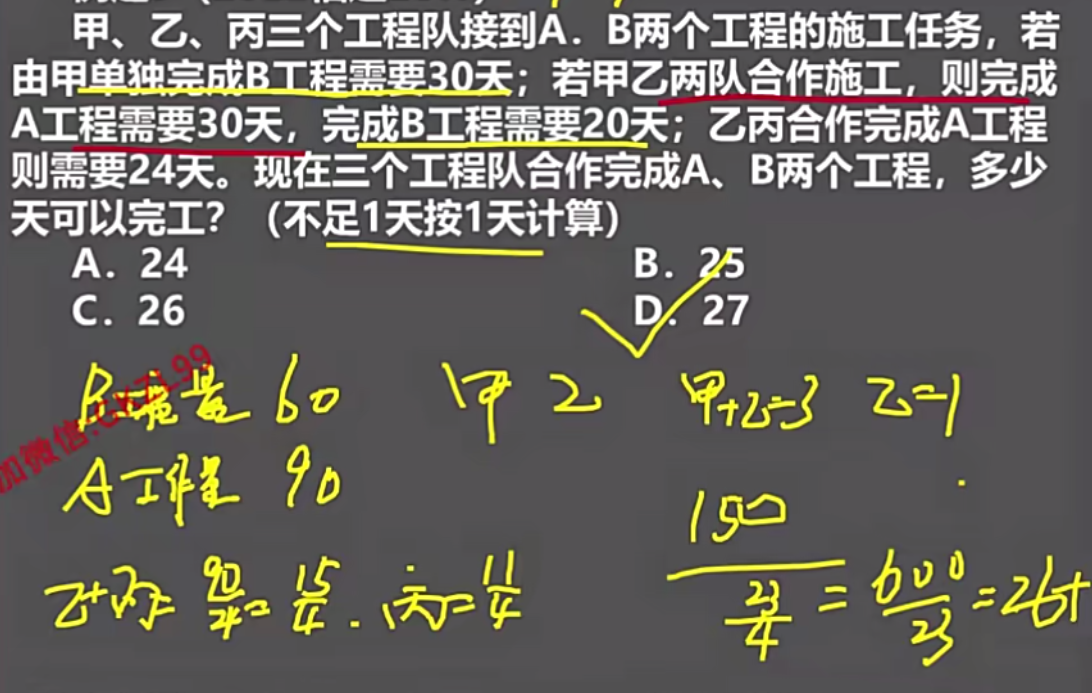 甲、乙、丙三个工程队接到A．B两个工程的施工任务，若
由甲单独完成B工程需要30天；若甲乙两队合作施工，则完成
A工程需要30天，完成B工程需要20天；乙丙合作完成A工程
则需要24天。现在三个工程队合作完成A、B两个工程，多少
天可以完工？（不足1天按1天计算）
A．24 B．25
C．26 D．27
B 总量 60 甲 2 甲+乙=3 乙=1
加微信:GKZL99
A工程 90
150
乙+丙= 90/24 = 15/4 . 丙= 11/4 23/4 = 600/23 =26+